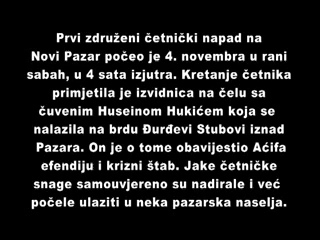 Prvi združeni četnički napad na
Novi Pazar počeo je 4. novembra u rani
sabah, u 4 sata izjutra. Kretanje četnika
primjetila je izvidnica na čelu sa
čuvenim Huseinom Hukićem koja se
nalazila na brdu Đurđevi Stubovi iznad
Pazara. On je o tome obavijestio Aćifa
efendiju i krizni štab. Jake četničke
snage samouvjereno su nadirale i već
počele ulaziti u neka pazarska naselja.